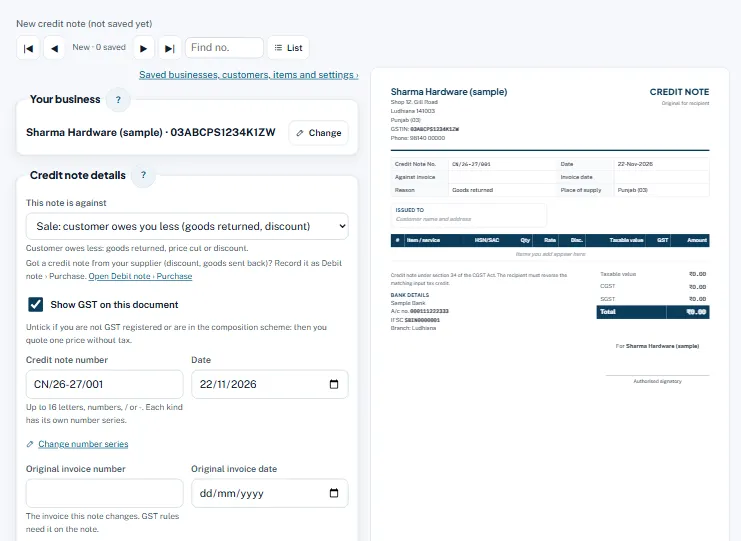 New credit note (not saved yet)
New · 0 saved
Find no.
List
Saved businesses, customers, items and settings ›
Your business ?
Sharma Hardware (sample) · 03ABCPS1234K1ZW
Change
Credit note details ?
This note is against
Sale: customer owes you less (goods returned, discount)
Customer owes less: goods returned, price cut or discount.
Got a credit note from your supplier (discount, goods sent back)? Record it as Debit
note › Purchase. Open Debit note › Purchase
Show GST on this document
Untick if you are not GST registered or are in the composition scheme: then you
quote one price without tax.
Credit note number Date
CN/26-27/001 22/11/2026
Up to 16 letters, numbers, / or -. Each kind
has its own number series.
Change number series
Original invoice number Original invoice date
dd/mm/yyyy
The invoice this note changes. GST rules
need it on the note.
Sharma Hardware (sample) CREDIT NOTE
Shop 12, Gill Road Original for recipient
Ludhiana 141003
Punjab (03)
GSTIN: 03ABCPS1234K1ZW
Phone: 98140 00000
Credit Note No. CN/26-27/001 Date 22-Nov-2026
Against invoice Invoice date
Reason Goods returned Place of supply Punjab (03)
ISSUED TO
Customer name and address
# Item / service HSN/SAC Qty Rate Disc. Taxable value GST Amount
Items you add appear here.
Credit note under section 34 of the CGST Act. The recipient must reverse the
matching input tax credit.
BANK DETAILS
Sample Bank
A/c no. 000111222333
IFSC SBIN0000001
Branch: Ludhiana
Taxable value ₹0.00
CGST ₹0.00
SGST ₹0.00
Total ₹0.00
For Sharma Hardware (sample)
Authorised signatory